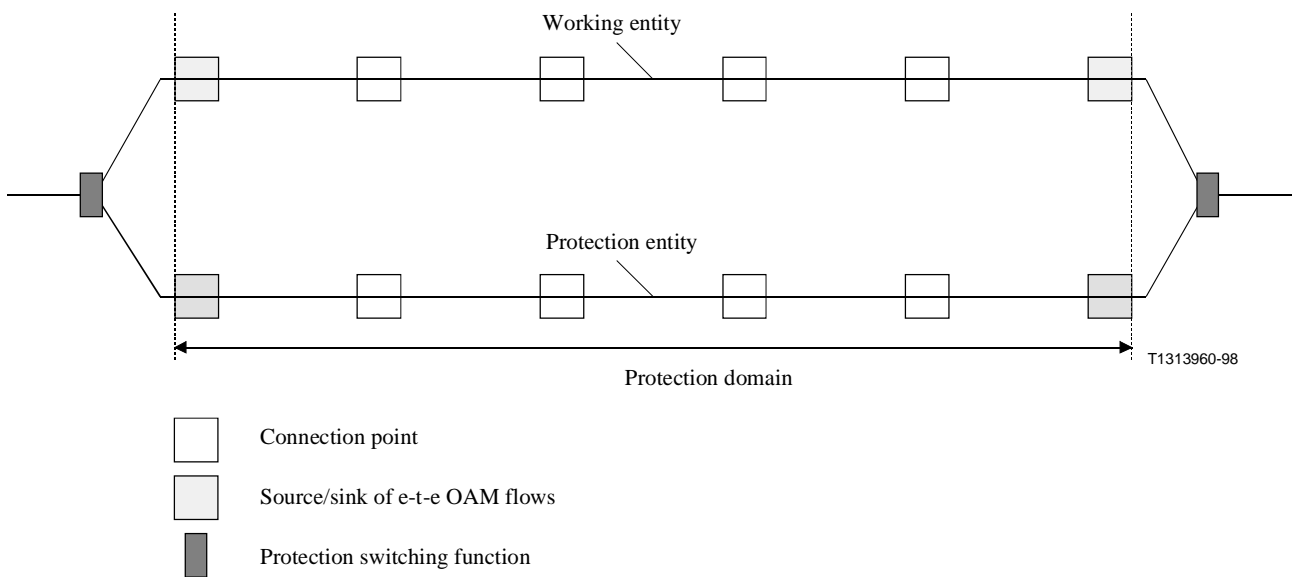 Working entity
Protection entity
T1313960-98
Protection domain
Connection point
Source/sink of e-t-e OAM flows
Protection switching function